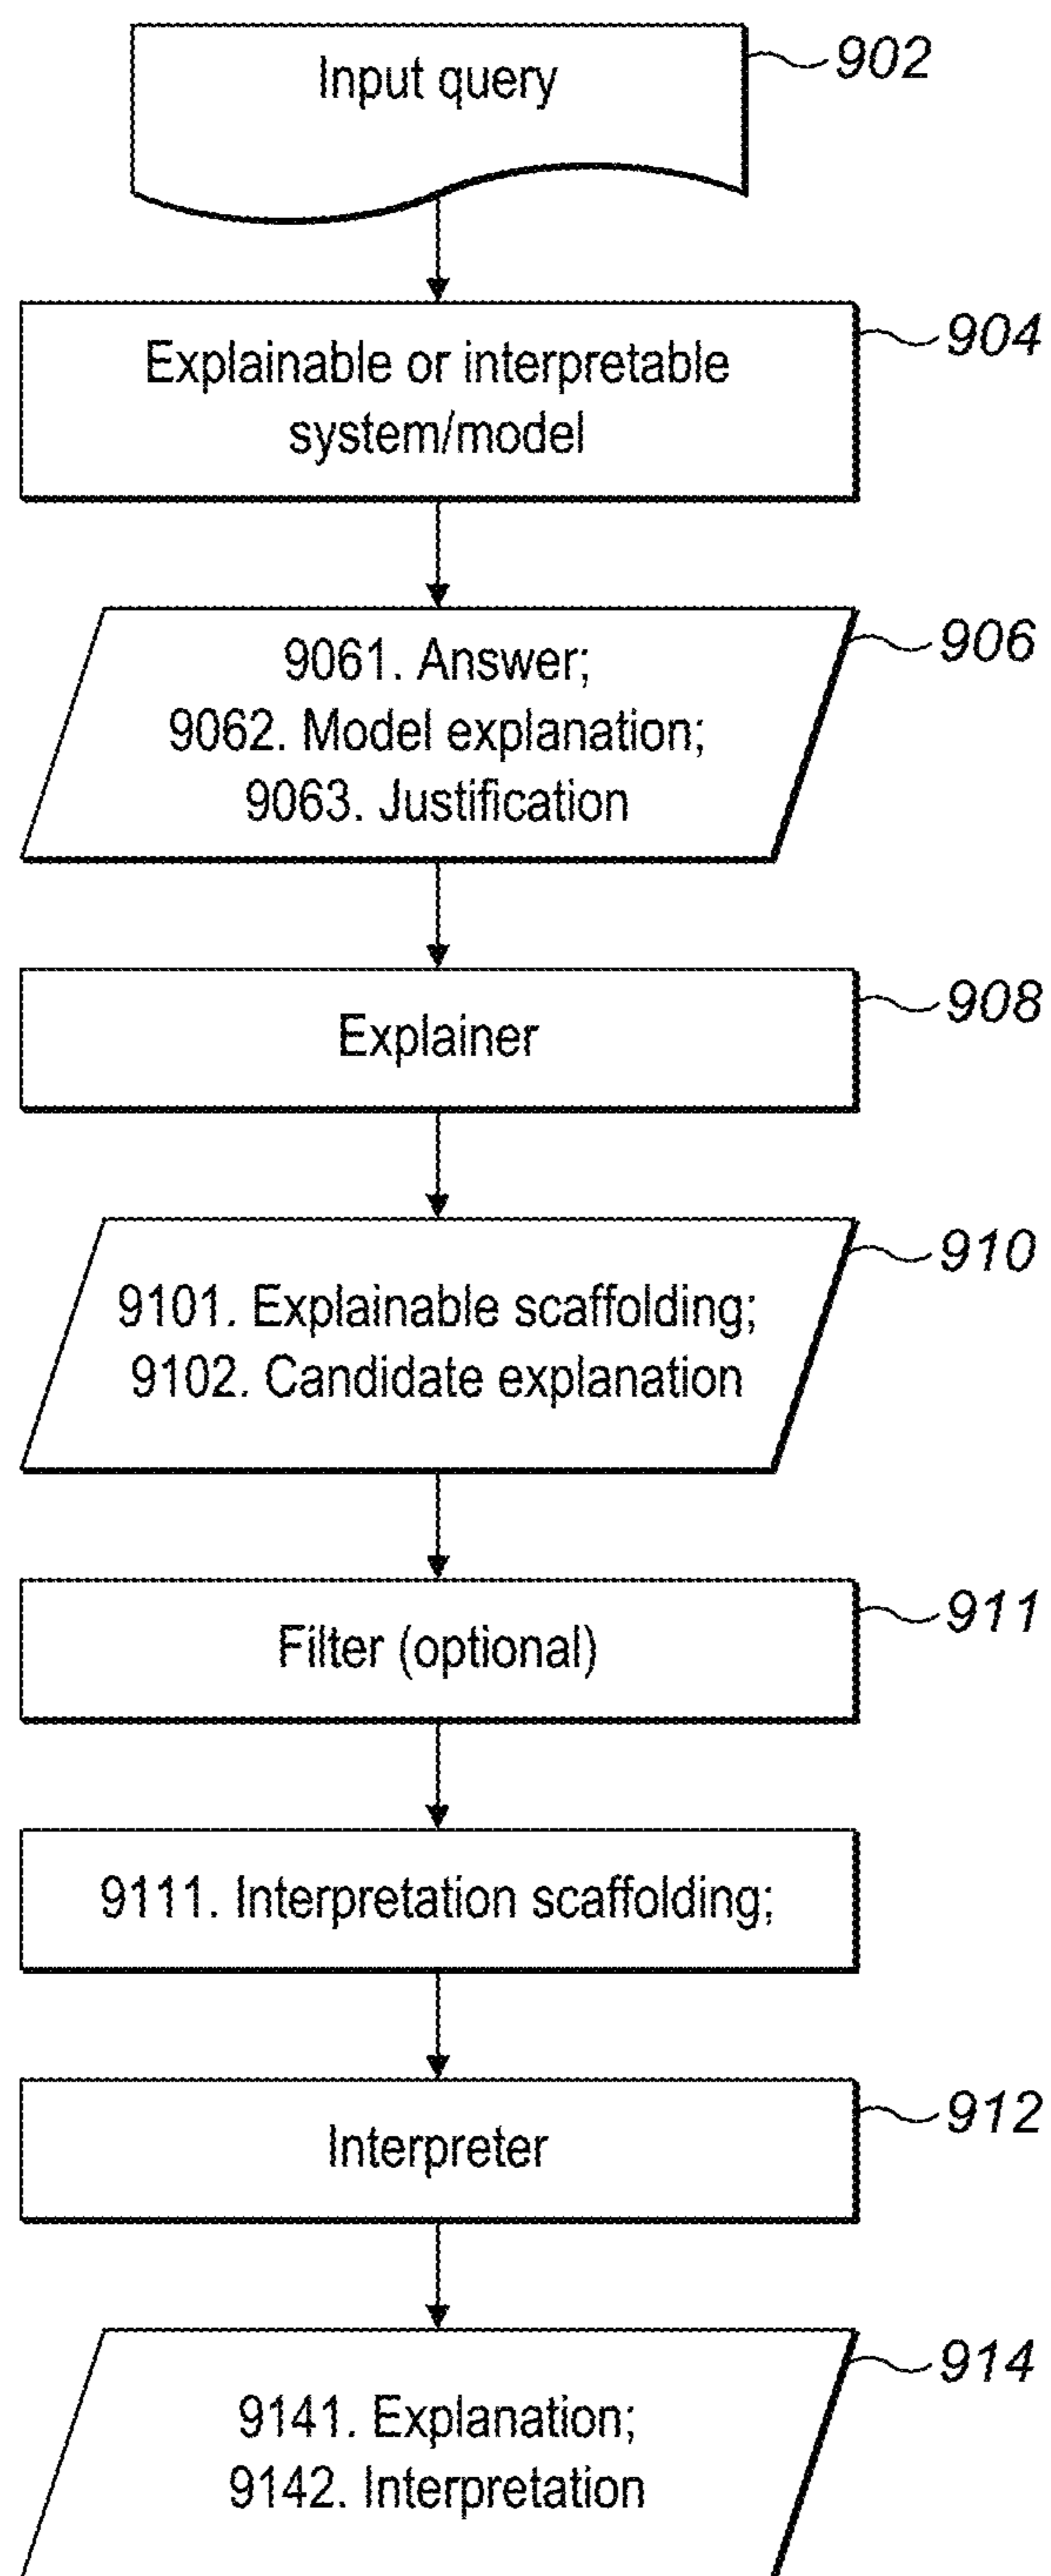 Input query
902
Explainable or interpretable
system/model
904
9061. Answer;
9062. Model explanation;
9063. Justification
906
Explainer
908
9101. Explainable scaffolding;
9102. Candidate explanation
910
Filter (optional)
911
9111. Interpretation scaffolding;
Interpreter
912
9141. Explanation;
9142. Interpretation
914